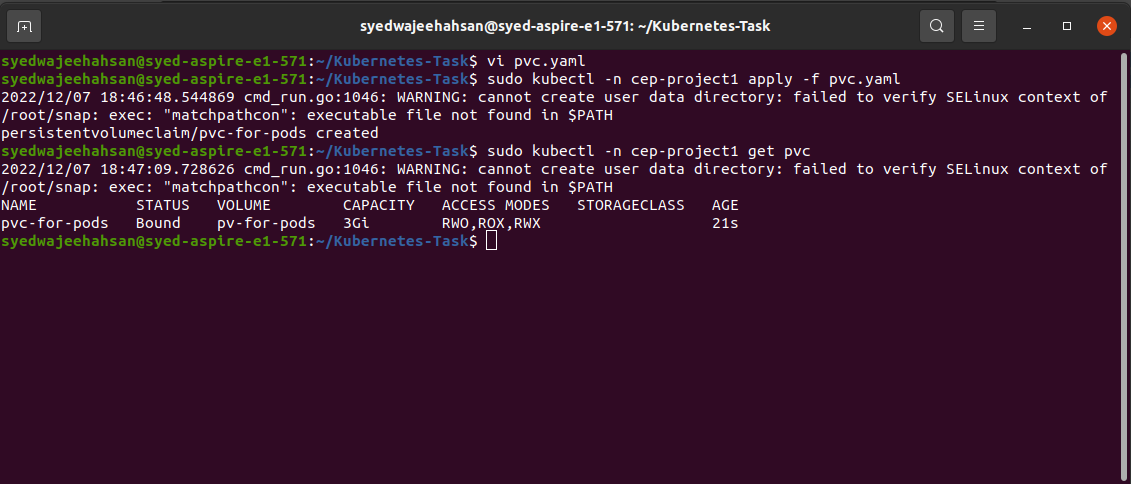 syedwajeehahsan@syed-aspire-e1-571: ~/Kubernetes-Task
syedwajeehahsan@syed-aspire-e1-571:~/Kubernetes-Task$ vi pvc.yaml
syedwajeehahsan@syed-aspire-e1-571:~/Kubernetes-Task$ sudo kubectl -n cep-project1 apply -f pvc.yaml
2022/12/07 18:46:48.544869 cmd_run.go:1046: WARNING: cannot create user data directory: failed to verify SELinux context of
/root/snap: exec: "matchpathcon": executable file not found in $PATH
persistentvolumeclaim/pvc-for-pods created
syedwajeehahsan@syed-aspire-e1-571:~/Kubernetes-Task$ sudo kubectl -n cep-project1 get pvc
2022/12/07 18:47:09.728626 cmd_run.go:1046: WARNING: cannot create user data directory: failed to verify SELinux context of
/root/snap: exec: "matchpathcon": executable file not found in $PATH
NAME           STATUS   VOLUME        CAPACITY   ACCESS MODES   STORAGECLASS   AGE
pvc-for-pods   Bound    pv-for-pods   3Gi        RWO,ROX,RWX                   21s
syedwajeehahsan@syed-aspire-e1-571:~/Kubernetes-Task$